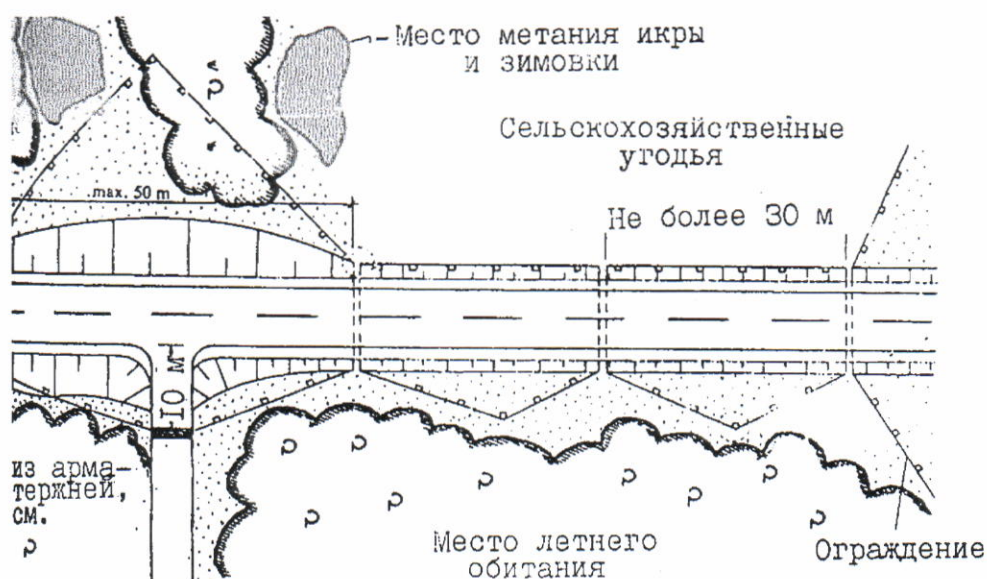 Место метания икры
и зимовки
Сельскохозяйственные
угодья
max. 50 m
Не более 30 м
10 м
из арма-
тержней,
см.
Место летнего
обитания
Ограждение